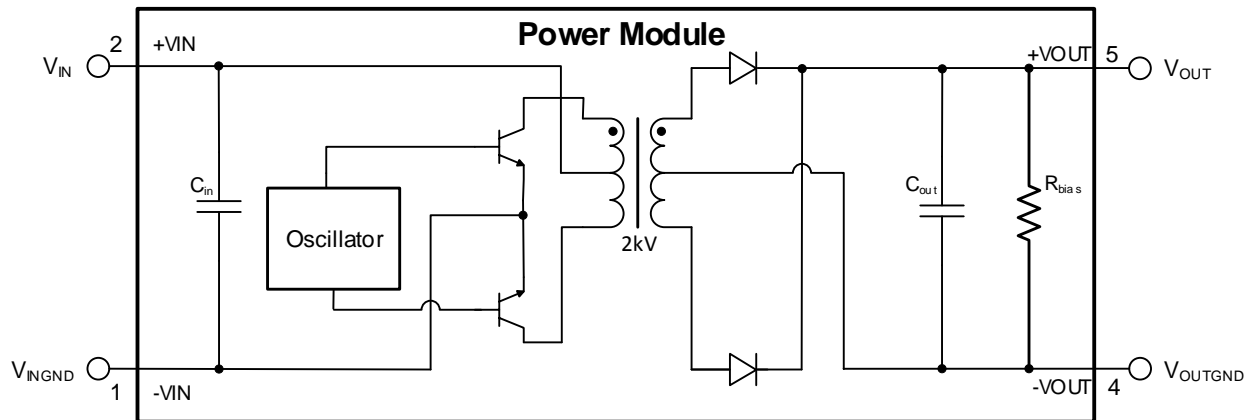 Power Module
2
+VIN
V_IN
+VOUT
5
V_OUT
C_in
Oscillator
2kV
C_out
R_bias
V_INGND
1
-VIN
-VOUT
4
V_OUTGND